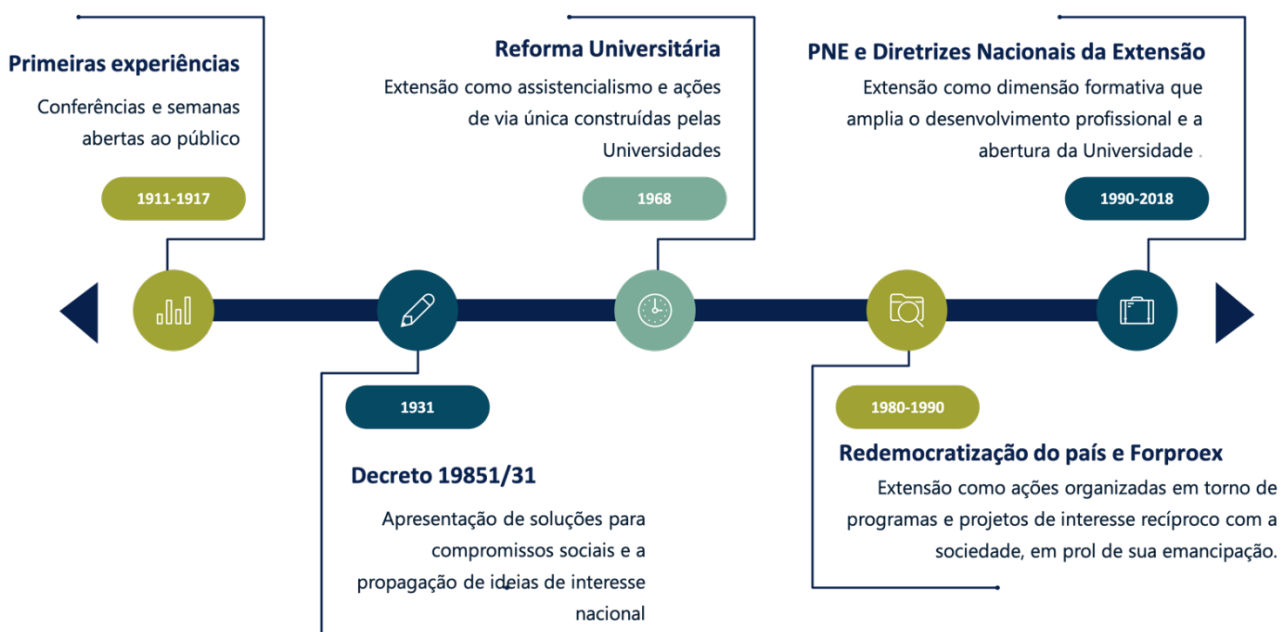 Primeiras experiências
Conferências e semanas
abertas ao público
1911-1917
Decreto 19851/31
1931
Apresentação de soluções para
compromissos sociais e a
propagação de ideias de interesse
nacional
Reforma Universitária
Extensão como assistencialismo e ações
de via única construídas pelas
Universidades
1968
1980-1990
Redemocratização do país e Forproex
Extensão como ações organizadas em torno de
programas e projetos de interesse recíproco com a
sociedade, em prol de sua emancipação.
PNE e Diretrizes Nacionais da Extensão
Extensão como dimensão formativa que
amplia o desenvolvimento profissional e a
abertura da Universidade .
1990-2018